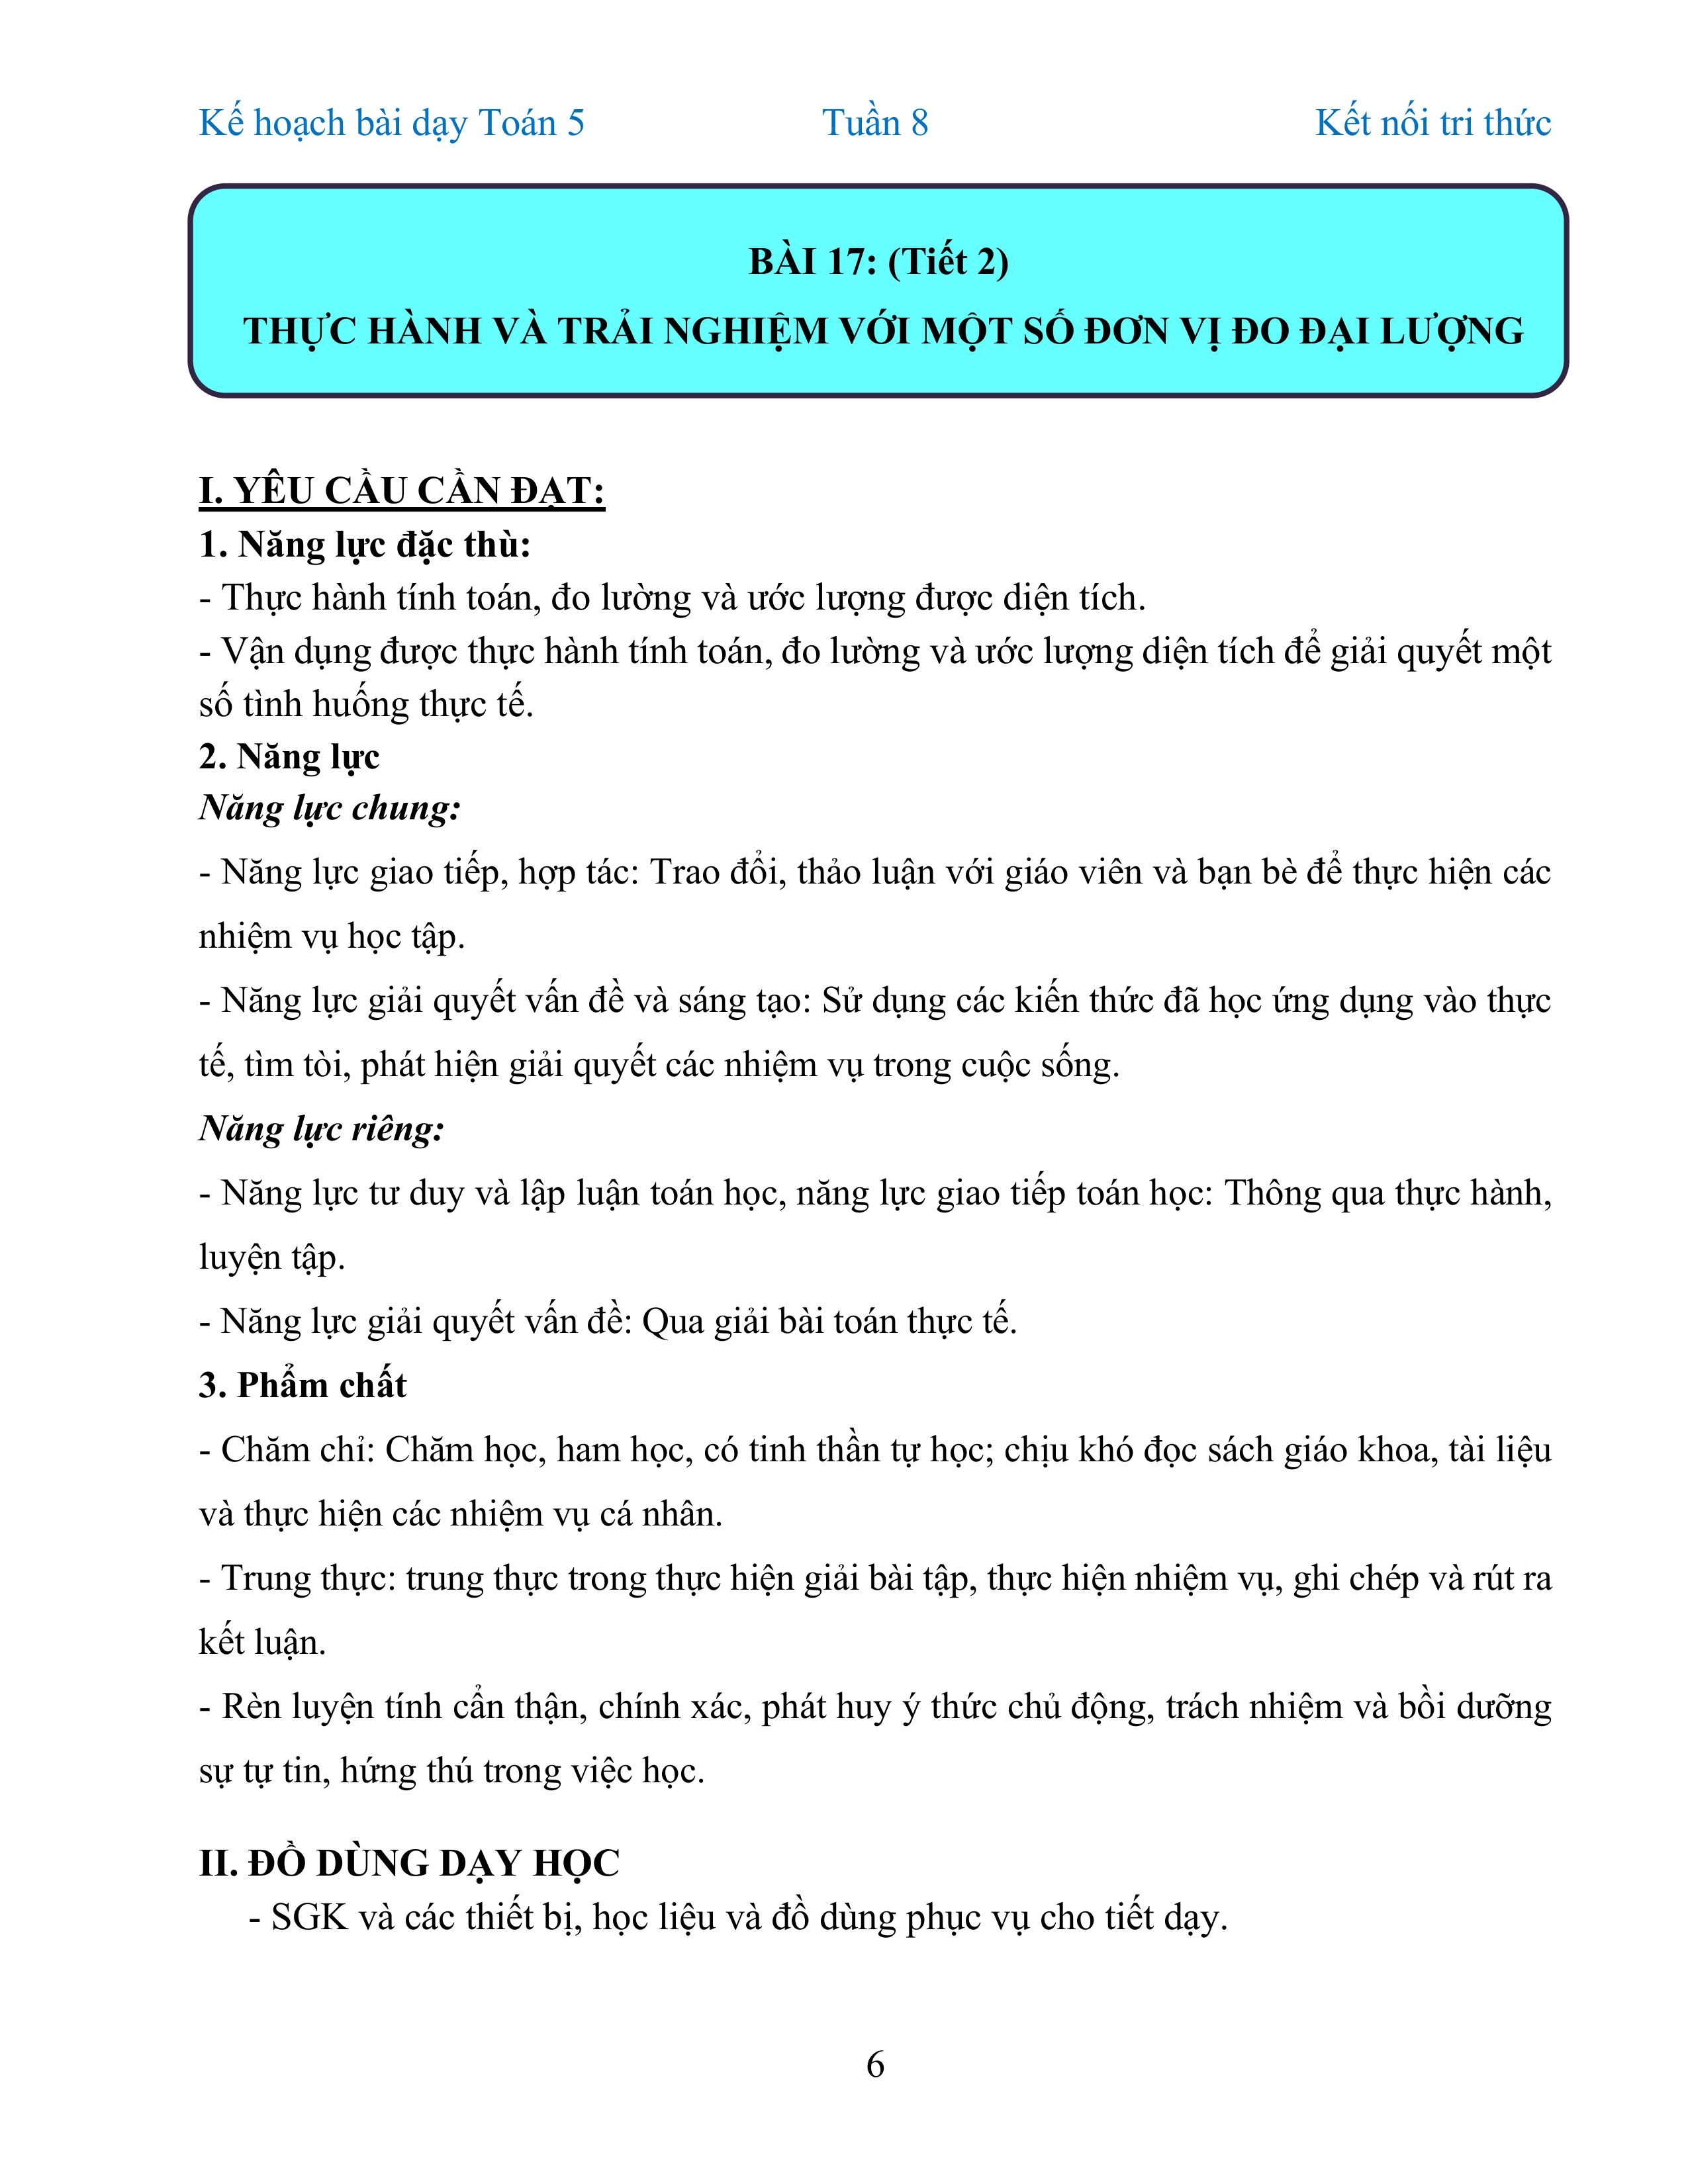 Kế hoạch bài dạy Toán 5 Tuần 8 Kết nối tri thức
BÀI 17: (Tiết 2)
THỰC HÀNH VÀ TRẢI NGHIỆM VỚI MỘT SỐ ĐƠN VỊ ĐO ĐẠI LƯỢNG
I. YÊU CẦU CẦN ĐẠT:
1. Năng lực đặc thù:
- Thực hành tính toán, đo lường và ước lượng được diện tích.
- Vận dụng được thực hành tính toán, đo lường và ước lượng diện tích để giải quyết một
số tình huống thực tế.
2. Năng lực
Năng lực chung:
- Năng lực giao tiếp, hợp tác: Trao đổi, thảo luận với giáo viên và bạn bè để thực hiện các
nhiệm vụ học tập.
- Năng lực giải quyết vấn đề và sáng tạo: Sử dụng các kiến thức đã học ứng dụng vào thực
tế, tìm tòi, phát hiện giải quyết các nhiệm vụ trong cuộc sống.
Năng lực riêng:
- Năng lực tư duy và lập luận toán học, năng lực giao tiếp toán học: Thông qua thực hành,
luyện tập.
- Năng lực giải quyết vấn đề: Qua giải bài toán thực tế.
3. Phẩm chất
- Chăm chỉ: Chăm học, ham học, có tinh thần tự học; chịu khó đọc sách giáo khoa, tài liệu
và thực hiện các nhiệm vụ cá nhân.
- Trung thực: trung thực trong thực hiện giải bài tập, thực hiện nhiệm vụ, ghi chép và rút ra
kết luận.
- Rèn luyện tính cẩn thận, chính xác, phát huy ý thức chủ động, trách nhiệm và bồi dưỡng
sự tự tin, hứng thú trong việc học.
II. ĐỒ DÙNG DẠY HỌC
- SGK và các thiết bị, học liệu và đồ dùng phục vụ cho tiết dạy.
6